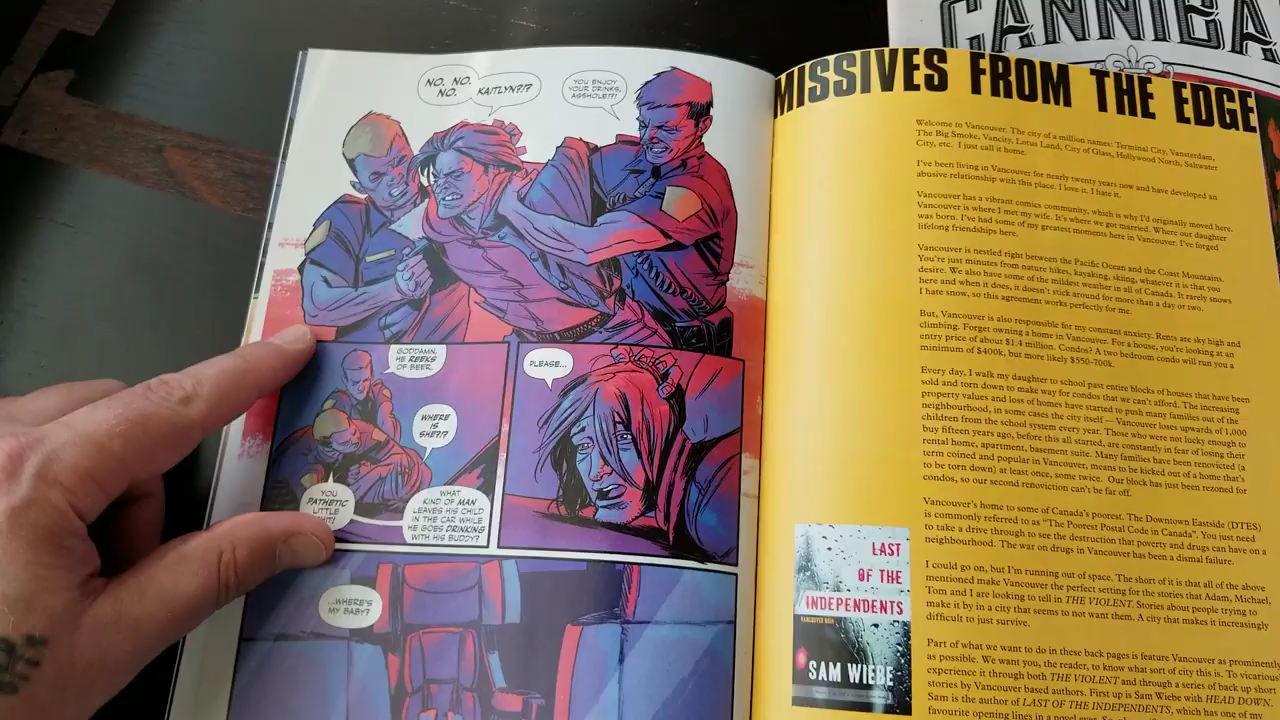 CANNIBA
NO. NO.
NO.
KAITLYN?!?
YOU ENJOY
YOUR DRINKS,
ASSHOLE!?!
GODDAMN,
HE REEKS
OF BEER.
WHERE
IS
SHE?!?
YOU
PATHETIC
LITTLE
WHAT
KIND OF MAN
LEAVES HIS CHILD
IN THE CAR WHILE
HE GOES DRINKING
WITH HIS BUDDY?
PLEASE...
...WHERE'S
MY BABY?
MISSIVES FROM THE EDGE
Welcome to Vancouver. The city of a million names: Terminal City, Vansterdam,
The Big Smoke, Vancity, Lotus Land, City of Glass, Hollywood North, Saltwater
City, etc. I just call it home.
I've been living in Vancouver for nearly twenty years now and have developed an
abusive relationship with this place. I love it. I hate it.
Vancouver has a vibrant comics community, which is why I'd originally moved here.
Vancouver is where I met my wife. It's where we got married. Where our daughter
was born. I've had some of my greatest moments here in Vancouver. I've forged
lifelong friendships here.
Vancouver is nestled right between the Pacific Ocean and the Coast Mountains.
You're just minutes from nature hikes, kayaking, skiing, whatever it is that you
desire. We also have some of the mildest weather in all of Canada. It rarely snows
here and when it does, it doesn't stick around for more than a day or two.
I hate snow, so this agreement works perfectly for me.
But, Vancouver is also responsible for my constant anxiety. Rents are sky high and
climbing. Forget owning a home in Vancouver. For a house, you're looking at an
entry price of about $1.4 million. Condos? A two bedroom condo will run you a
minimum of $400k, but more likely $550-700k.
Every day, I walk my daughter to school past entire blocks of houses that have been
sold and torn down to make way for condos that we can't afford. The increasing
property values and loss of homes have started to push many families out of the
neighbourhood, in some cases the city itself — Vancouver loses upwards of 1,000
children from the school system every year. Those who were not lucky enough to
buy fifteen years ago, before this all started, are constantly in fear of losing their
rental home, apartment, basement suite. Many families have been renovicted (a
term coined and popular in Vancouver, means to be kicked out of a home that's
to be torn down) at least once, some twice. Our block has just been rezoned for
condos, so our second renoviction can't be far off.
Vancouver's home to some of Canada's poorest. The Downtown Eastside (DTES)
is commonly referred to as "The Poorest Postal Code in Canada". You just need
to take a drive through to see the destruction that poverty and drugs can have on a
neighbourhood. The war on drugs in Vancouver has been a dismal failure.
I could go on, but I'm running out of space. The short of it is that all of the above
mentioned make Vancouver the perfect setting for the stories that Adam, Michael,
Tom and I are looking to tell in THE VIOLENT. Stories about people trying to
make it by in a city that seems to not want them. A city that makes it increasingly
difficult to just survive.
Part of what we want to do in these back pages is feature Vancouver as prominently
as possible. We want you, the reader, to know what sort of city this is. To vicarious
experience it through both THE VIOLENT and through a series of back up short
stories by Vancouver based authors. First up is Sam Wiebe with HEAD DOWN.
Sam is the author of LAST OF THE INDEPENDENTS, which has one of my
favourite opening lines in a novel ever.
LAST
OF THE
INDEPENDENTS
VANCOUVER NOIR
SAM WIEBE